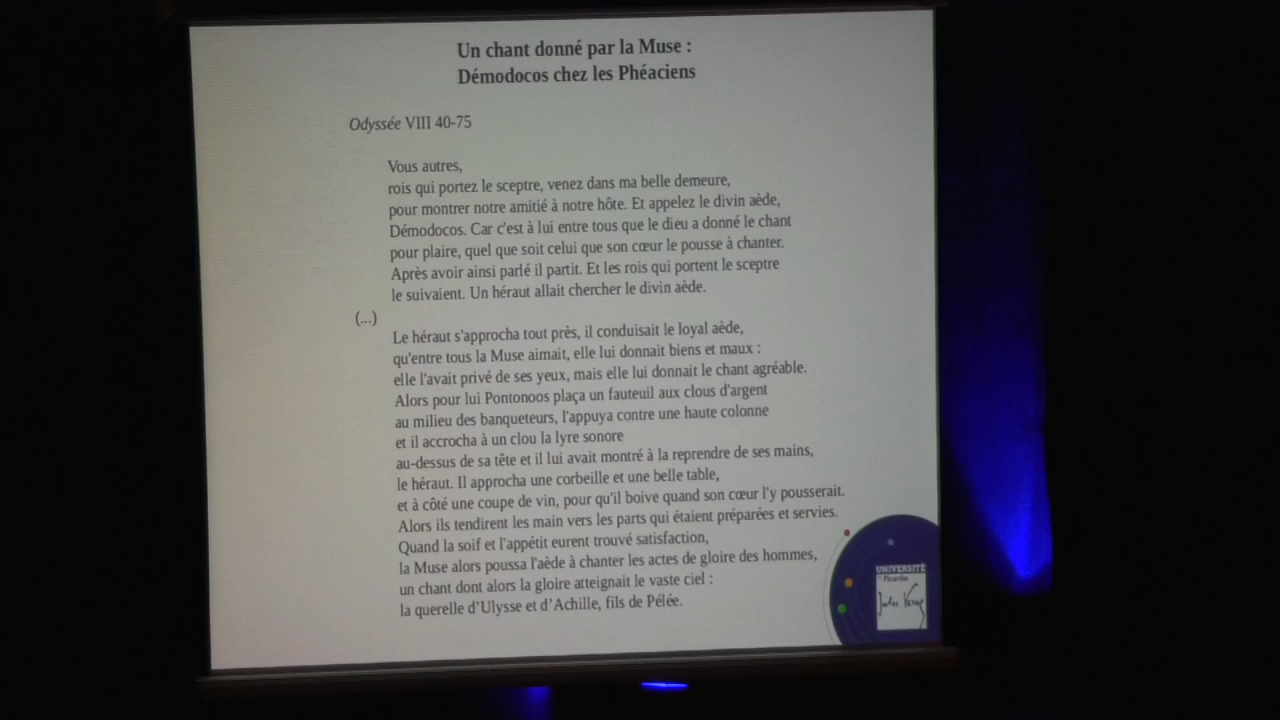 Un chant donné par la Muse :
Démodocos chez les Phéaciens
Odyssée VIII 40-75
Vous autres,
rois qui portez le sceptre, venez dans ma belle demeure,
pour montrer notre amitié à notre hôte. Et appelez le divin aède,
Démodocos. Car c'est à lui entre tous que le dieu a donné le chant
pour plaire, quel que soit celui que son cœur le pousse à chanter.
Après avoir ainsi parlé il partit. Et les rois qui portent le sceptre
le suivaient. Un héraut allait chercher le divin aède.
(...)
Le héraut s'approcha tout près, il conduisait le loyal aède,
qu'entre tous la Muse aimait, elle lui donnait biens et maux :
elle l'avait privé de ses yeux, mais elle lui donnait le chant agréable.
Alors pour lui Pontonoos plaça un fauteuil aux clous d'argent
au milieu des banqueteurs, l'appuya contre une haute colonne
et il accrocha à un clou la lyre sonore
au-dessus de sa tête et il lui avait montré à la reprendre de ses mains,
le héraut. Il approcha une corbeille et une belle table,
et à côté une coupe de vin, pour qu'il boive quand son cœur l'y pousserait.
Alors ils tendirent les main vers les parts qui étaient préparées et servies.
Quand la soif et l'appétit eurent trouvé satisfaction,
la Muse alors poussa l'aède à chanter les actes de gloire des hommes,
un chant dont alors la gloire atteignait le vaste ciel :
la querelle d’Ulysse et d’Achille, fils de Pélée.
UNIVERSITÉ
de Picardie
Jules Verne